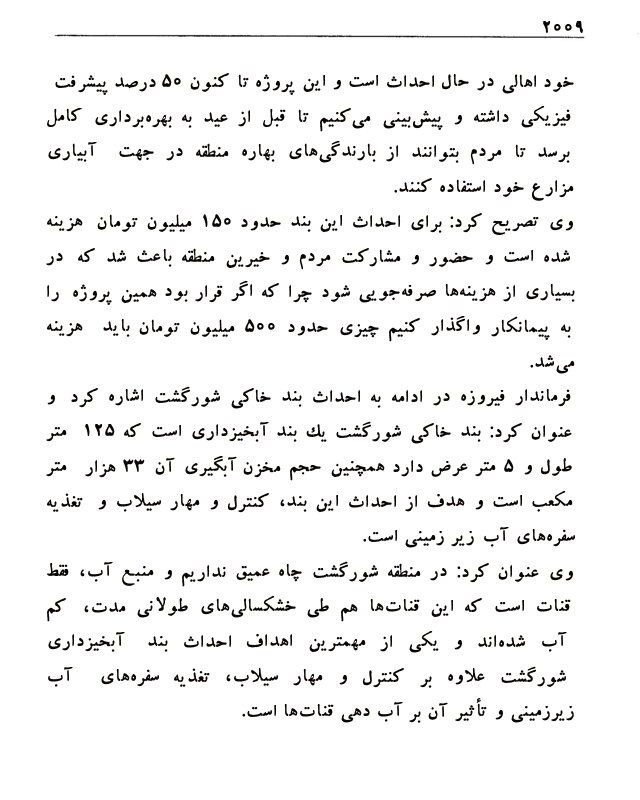 ۲۰۰۹
خود اهالی در حال احداث است و این پروژه تا کنون ۵۰ درصد پیشرفت
فیزیکی داشته و پیش‌بینی می‌کنیم تا قبل از عید به بهره‌برداری کامل
برسد تا مردم بتوانند از بارندگی‌های بهاره منطقه در جهت آبیاری
مزارع خود استفاده کنند.
وی تصریح کرد: برای احداث این بند حدود ۱۵۰ میلیون تومان هزینه
شده است و حضور و مشارکت مردم و خیرین منطقه باعث شد که در
بسیاری از هزینه‌ها صرفه‌جویی شود چرا که اگر قرار بود همین پروژه را
به پیمانکار واگذار کنیم چیزی حدود ۵۰۰ میلیون تومان باید هزینه
می‌شد.
فرماندار فیروزه در ادامه به احداث بند خاکی شورگشت اشاره کرد و
عنوان کرد: بند خاکی شورگشت یك بند آبخیزداری است که ۱۲۵ متر
طول و ۵ متر عرض دارد همچنین حجم مخزن آبگیری آن ۳۳ هزار متر
مکعب است و هدف از احداث این بند، کنترل و مهار سیلاب و تغذیه
سفره‌های آب زیر زمینی است.
وی عنوان کرد: در منطقه شورگشت چاه عمیق نداریم و منبع آب، فقط
قنات است که این قنات‌ها هم طی خشکسالی‌های طولانی مدت، کم
آب شده‌اند و یکی از مهمترین اهداف احداث بند آبخیزداری
شورگشت علاوه بر کنترل و مهار سیلاب، تغذیه سفره‌های آب
زیرزمینی و تأثیر آن بر آب دهی قنات‌ها است.